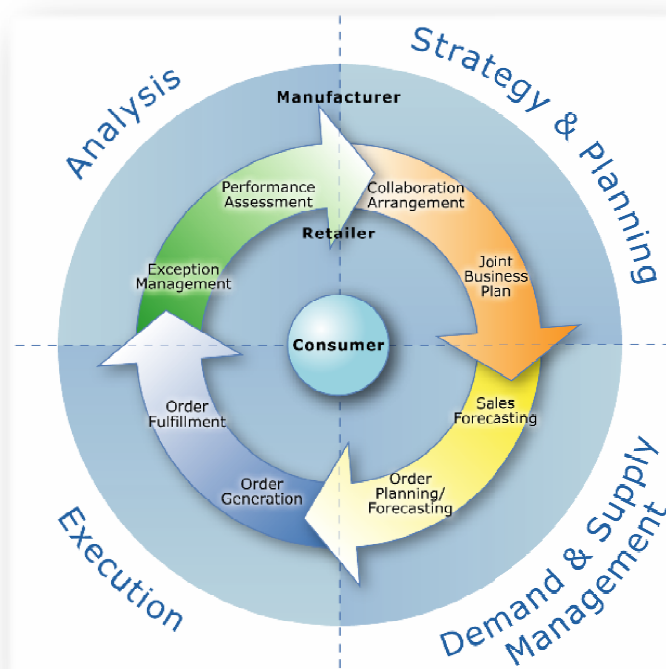 Analysis
Strategy & Planning
Manufacturer
Performance
Assessment
Collaboration
Arrangement
Retailer
Exception
Management
Joint
Business
Plan
Consumer
Order
Fulfillment
Sales
Forecasting
Order
Generation
Order
Planning/
Forecasting
Execution
Demand & Supply
Management